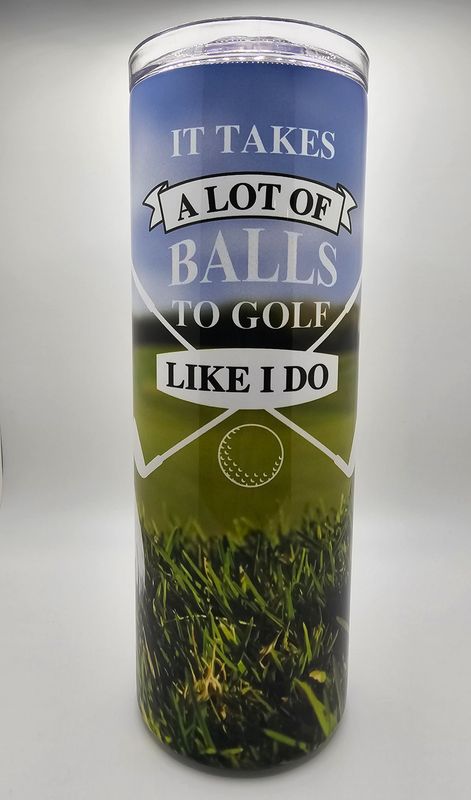 IT TAKES
A LOT OF
BALLS
TO GOLF
LIKE I DO